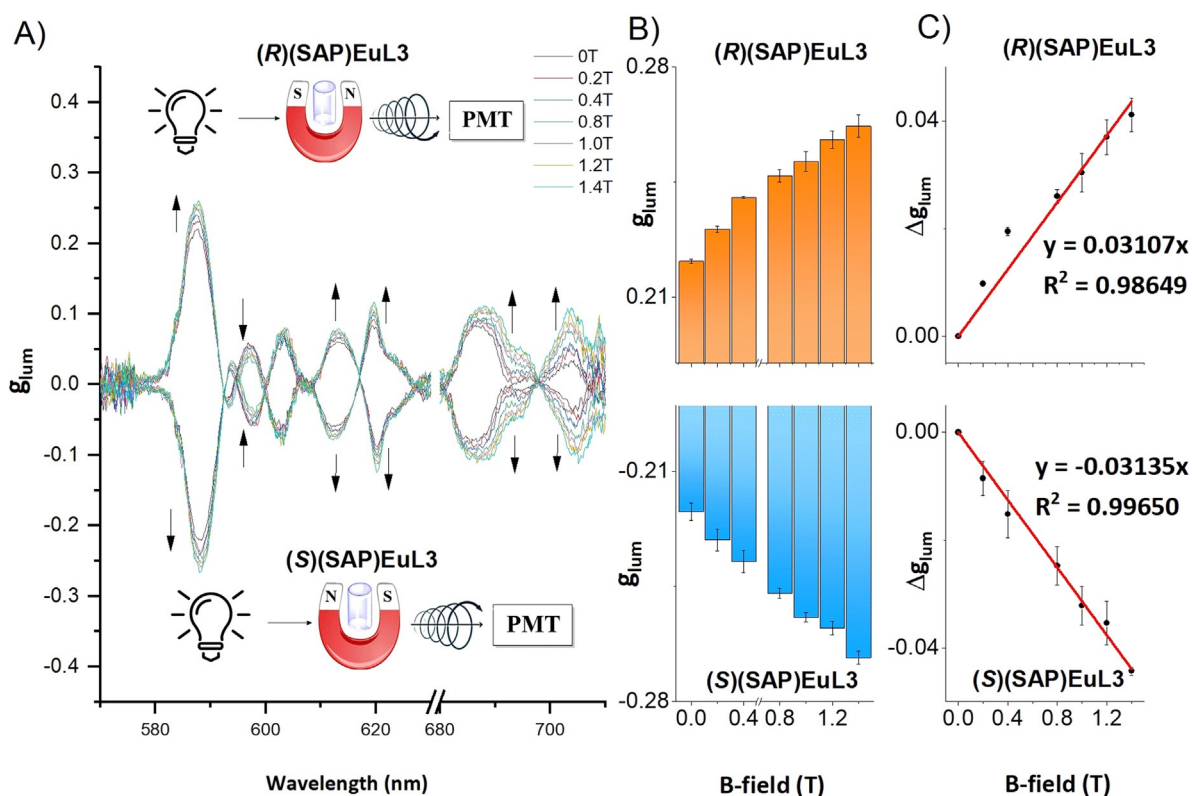 A)
(R)(SAP)EuL3
S N
PMT
0T
0.2T
0.4T
0.8T
1.0T
1.2T
1.4T
0.4
0.3
0.2
0.1
0.0
-0.1
-0.2
-0.3
-0.4
glum
(S)(SAP)EuL3
N S
PMT
580 600 620 680 700
Wavelength (nm)
B)
(R)(SAP)EuL3
0.28
0.21
glum
-0.21
-0.28
glum
(S)(SAP)EuL3
0.0 0.4 0.8 1.2
B-field (T)
C)
(R)(SAP)EuL3
0.04
0.00
Δglum
y = 0.03107x
R² = 0.98649
0.00
-0.04
Δglum
y = -0.03135x
R² = 0.99650
(S)(SAP)EuL3
0.0 0.4 0.8 1.2
B-field (T)